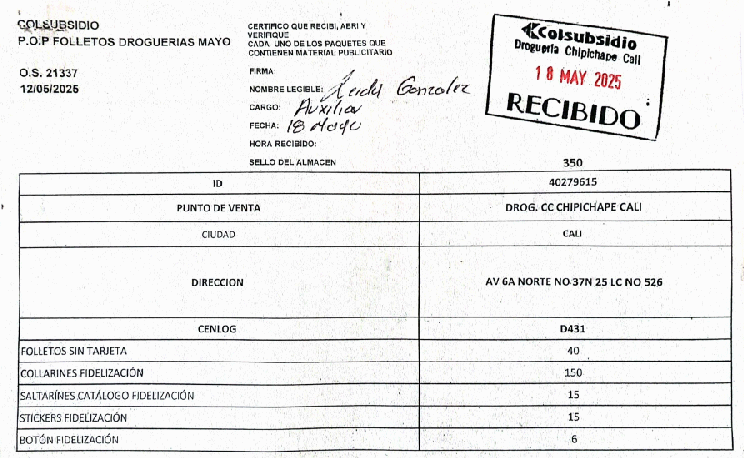 COLSUBSIDIO
P.O.P FOLLETOS DROGUERIAS MAYO
O.S. 21337
12/05/2025
CERTIFICO QUE RECIBI, AERI Y
VERIFIQUE
CADA UNO DE LOS PAQUETES QUE
CONTIENEN MATERIAL PUBLICITARIO
FIRMA
NOMBRE LEGIBLE: Leidy Gonzalez
CARGO: Auxiliar
FECHA: 18 Mayo
HORA RECIBIDO:
SELLO DEL ALMACEN
Colsubsidio
Drogueria Chipichape Cali
18 MAY 2025
RECIBIDO
350
ID 40279615
PUNTO DE VENTA DROG. CC CHIPICHAPE CALI
CIUDAD CALI
DIRECCION AV 6A NORTE NO 37N 25 LC NO 526
CENLOG D431
FOLLETOS SIN TARJETA 40
COLLARINES FIDELIZACIÓN 150
SALTARÍNES CATÁLOGO FIDELIZACIÓN 15
STICKERS FIDELIZACIÓN 15
BOTÓN FIDELIZACIÓN 6